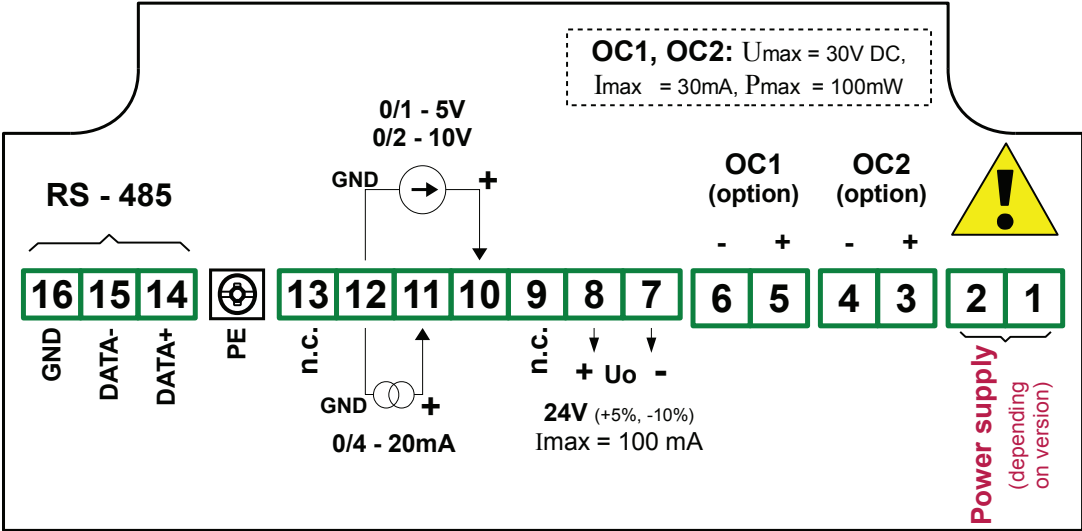 OC1, OC2: Umax = 30V DC,
Imax = 30mA, Pmax = 100mW
0/1 - 5V
0/2 - 10V
GND
+
RS - 485
OC1
(option)
- +
OC2
(option)
- +
!
16 15 14
13 12 11 10 9 8 7
6 5
4 3
2 1
GND
DATA-
DATA+
PE
n.c.
GND
+
0/4 - 20mA
n.c.
+ Uo -
24V (+5%, -10%)
Imax = 100 mA
Power supply
(depending
on version)